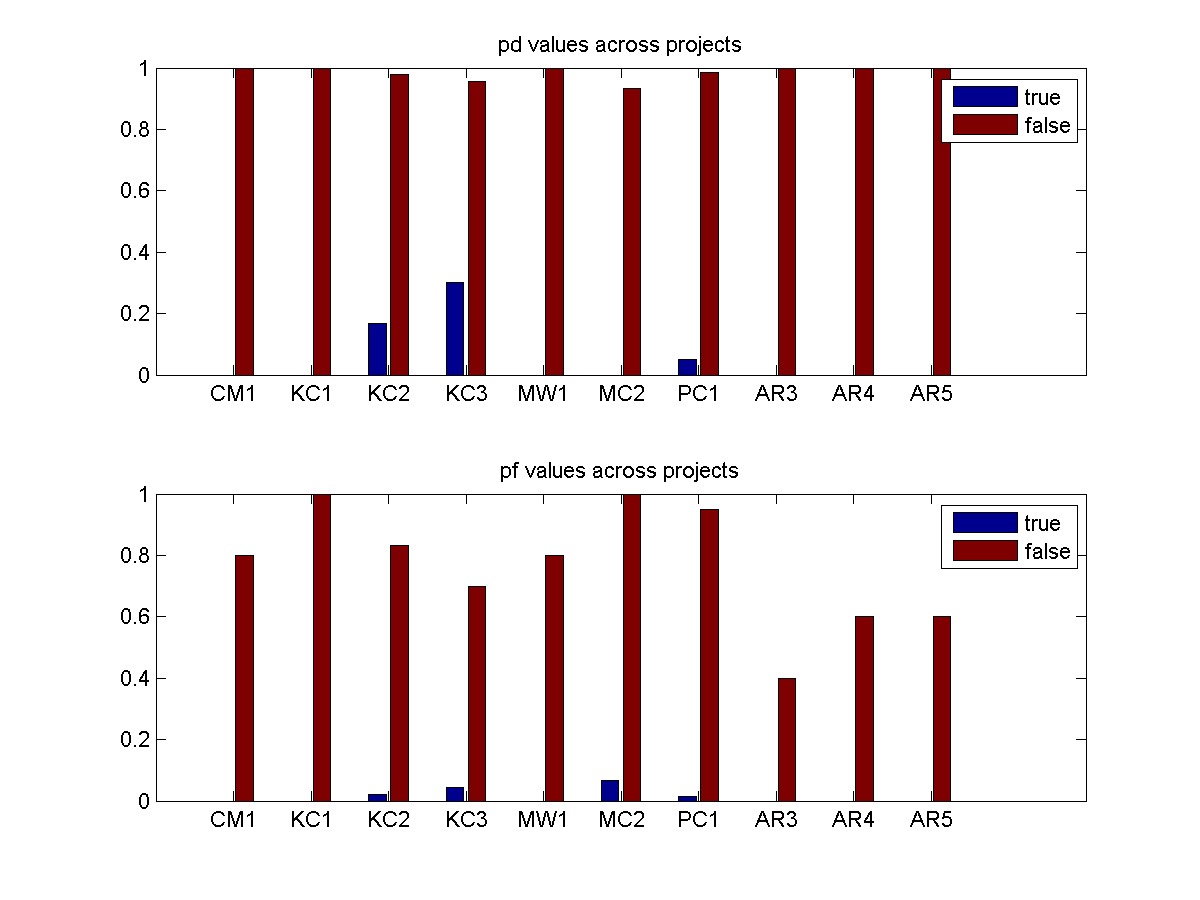 pd values across projects
1
0.8
0.6
0.4
0.2
0
true
false
CM1 KC1 KC2 KC3 MW1 MC2 PC1 AR3 AR4 AR5
pf values across projects
1
0.8
0.6
0.4
0.2
0
true
false
CM1 KC1 KC2 KC3 MW1 MC2 PC1 AR3 AR4 AR5